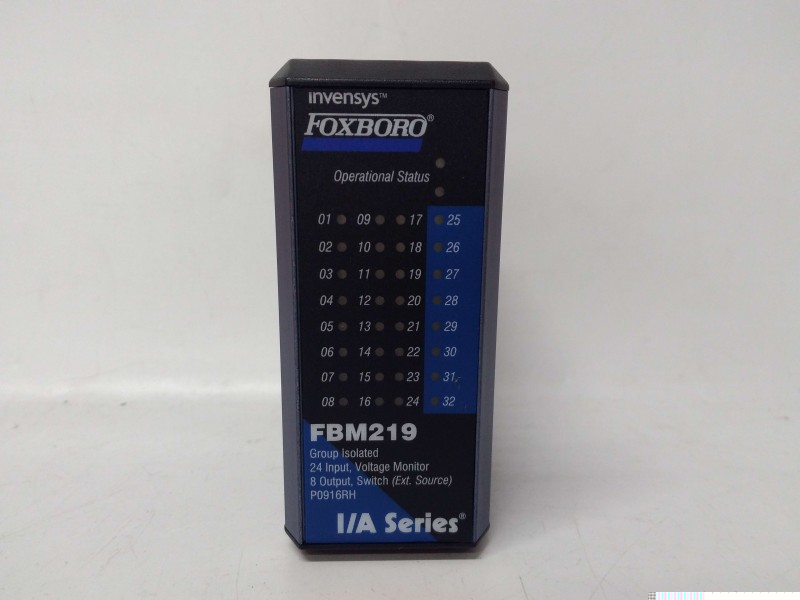 invensys™
FOXBORO®
Operational Status
01 09 17 25
02 10 18 26
03 11 19 27
04 12 20 28
05 13 21 29
06 14 22 30
07 15 23 31
08 16 24 32
FBM219
Group Isolated
24 Input, Voltage Monitor
8 Output, Switch (Ext. Source)
P0916RH
I/A Series®